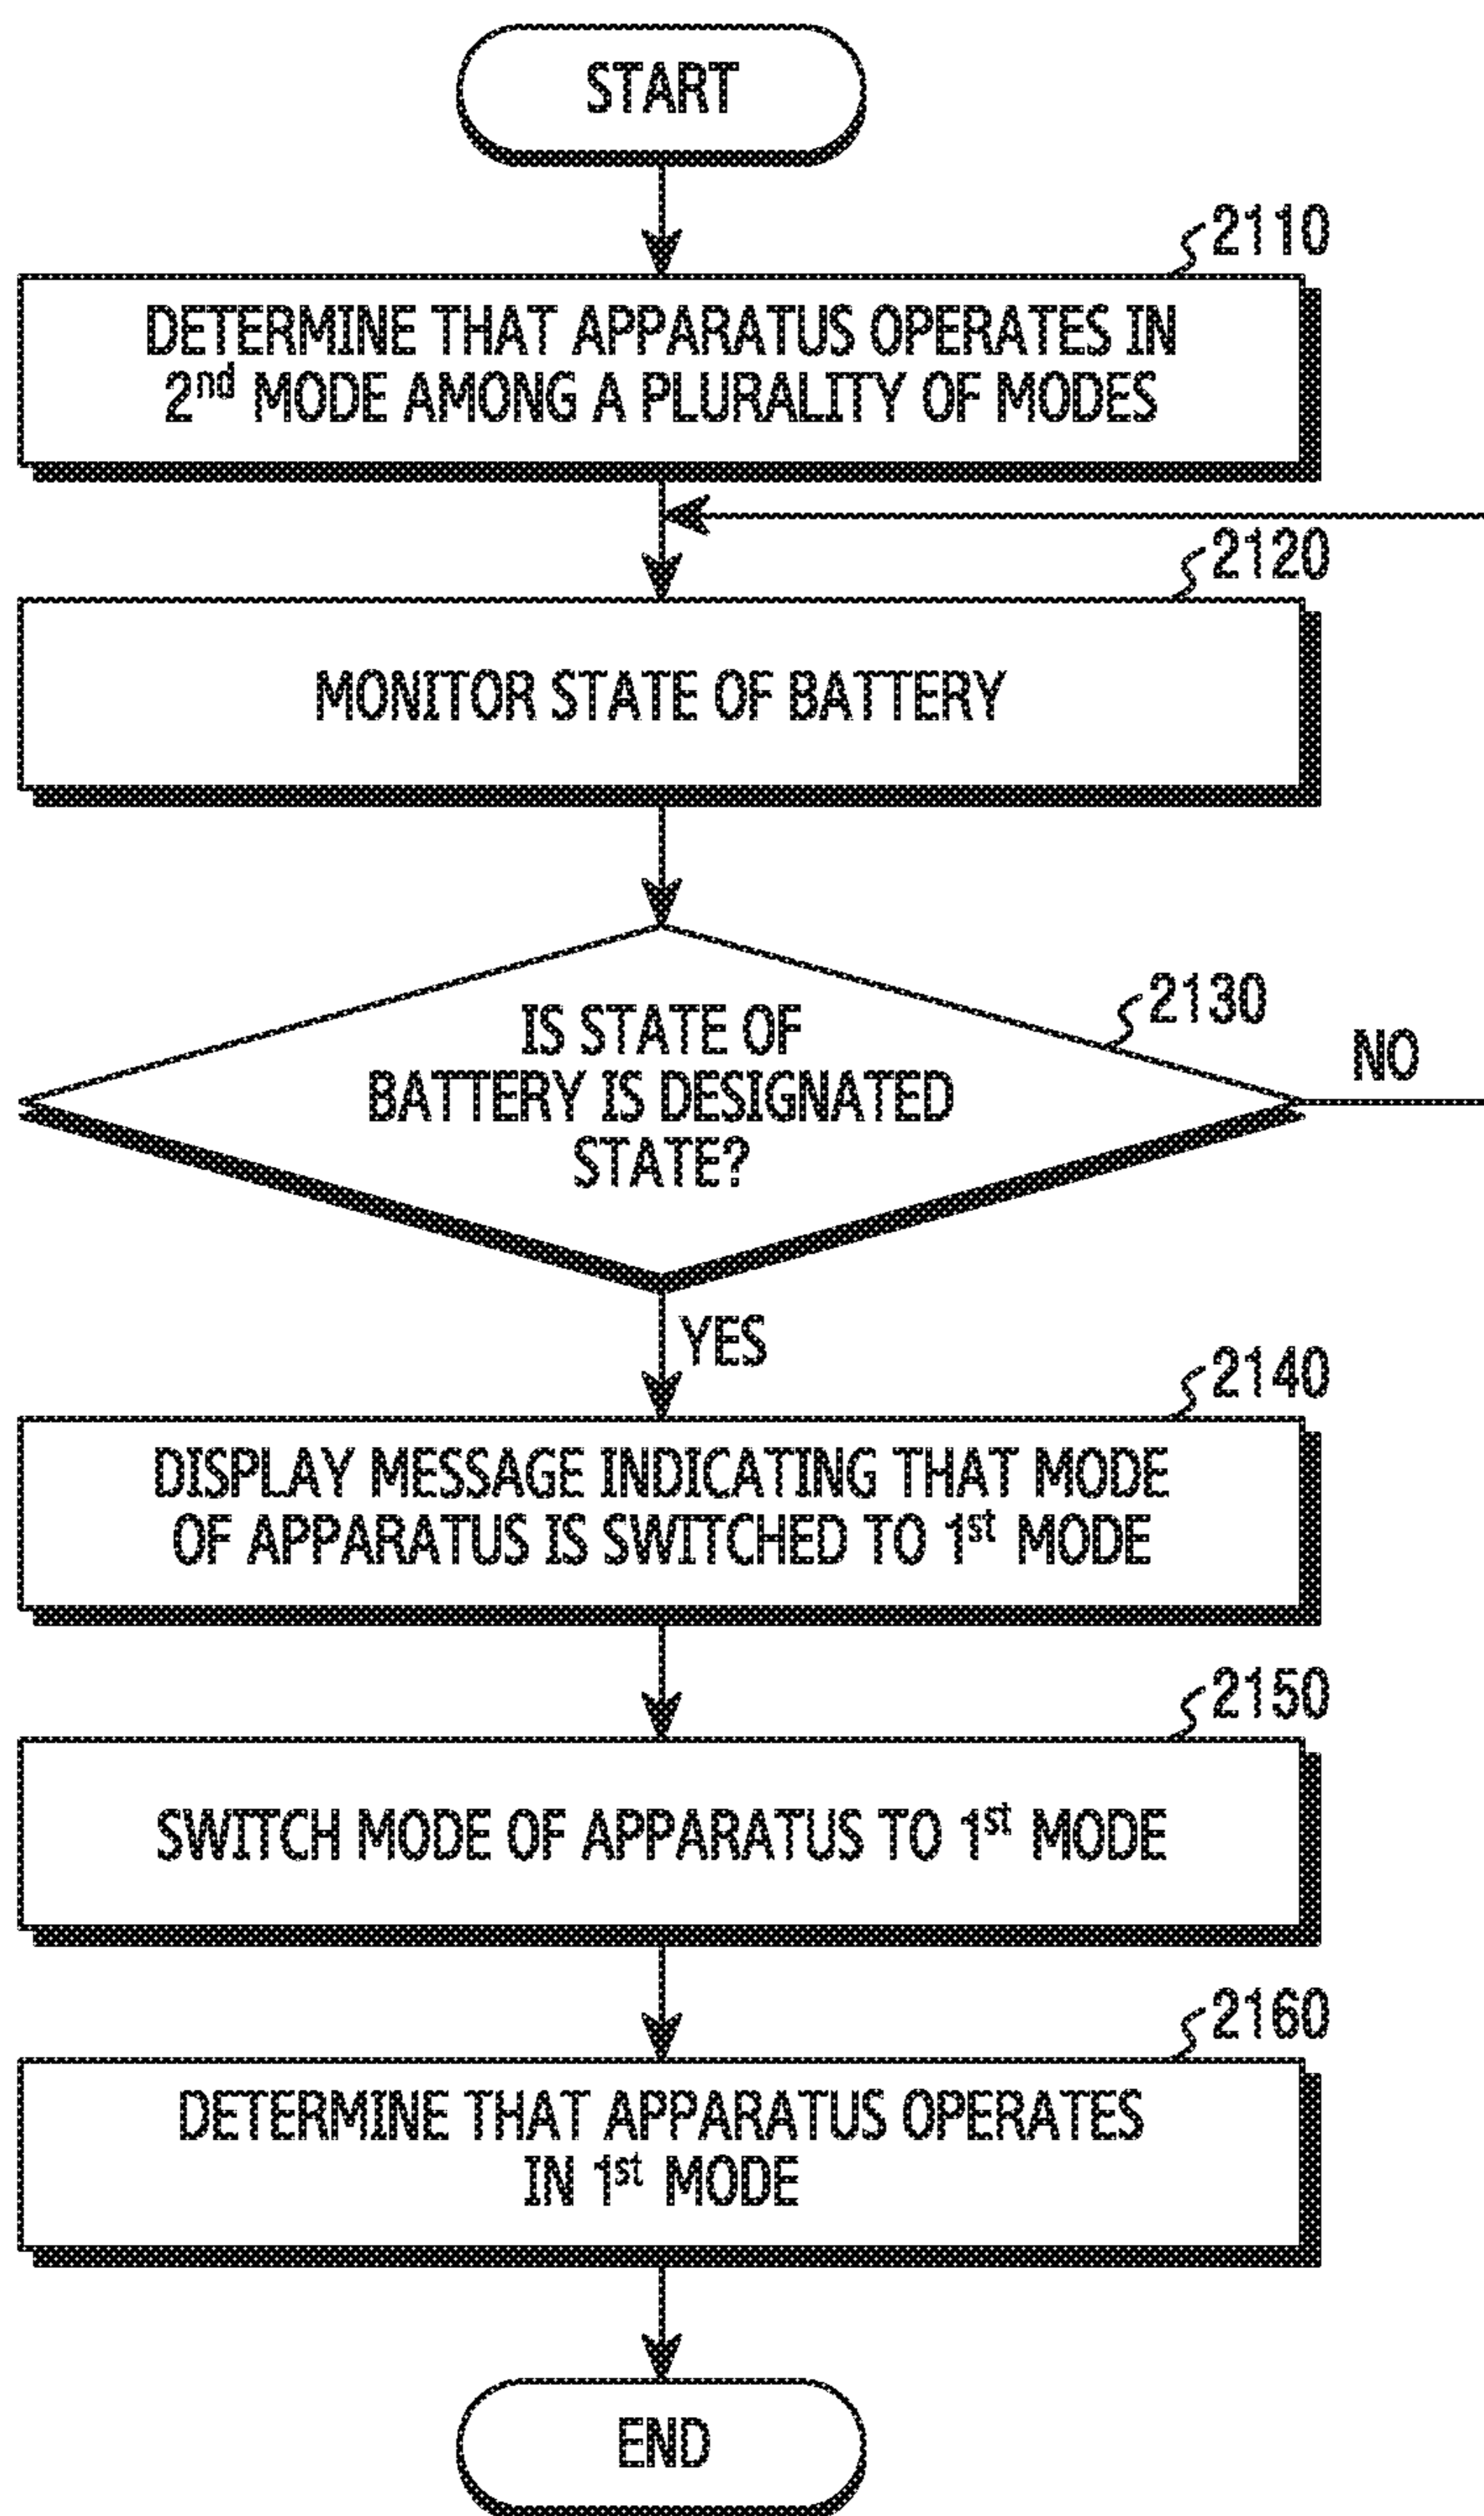 START
2110
DETERMINE THAT APPARATUS OPERATES IN
2nd MODE AMONG A PLURALITY OF MODES
2120
MONITOR STATE OF BATTERY
2130
IS STATE OF
BATTERY IS DESIGNATED
STATE?
NO
YES
2140
DISPLAY MESSAGE INDICATING THAT MODE
OF APPARATUS IS SWITCHED TO 1st MODE
2150
SWITCH MODE OF APPARATUS TO 1st MODE
2160
DETERMINE THAT APPARATUS OPERATES
IN 1st MODE
END